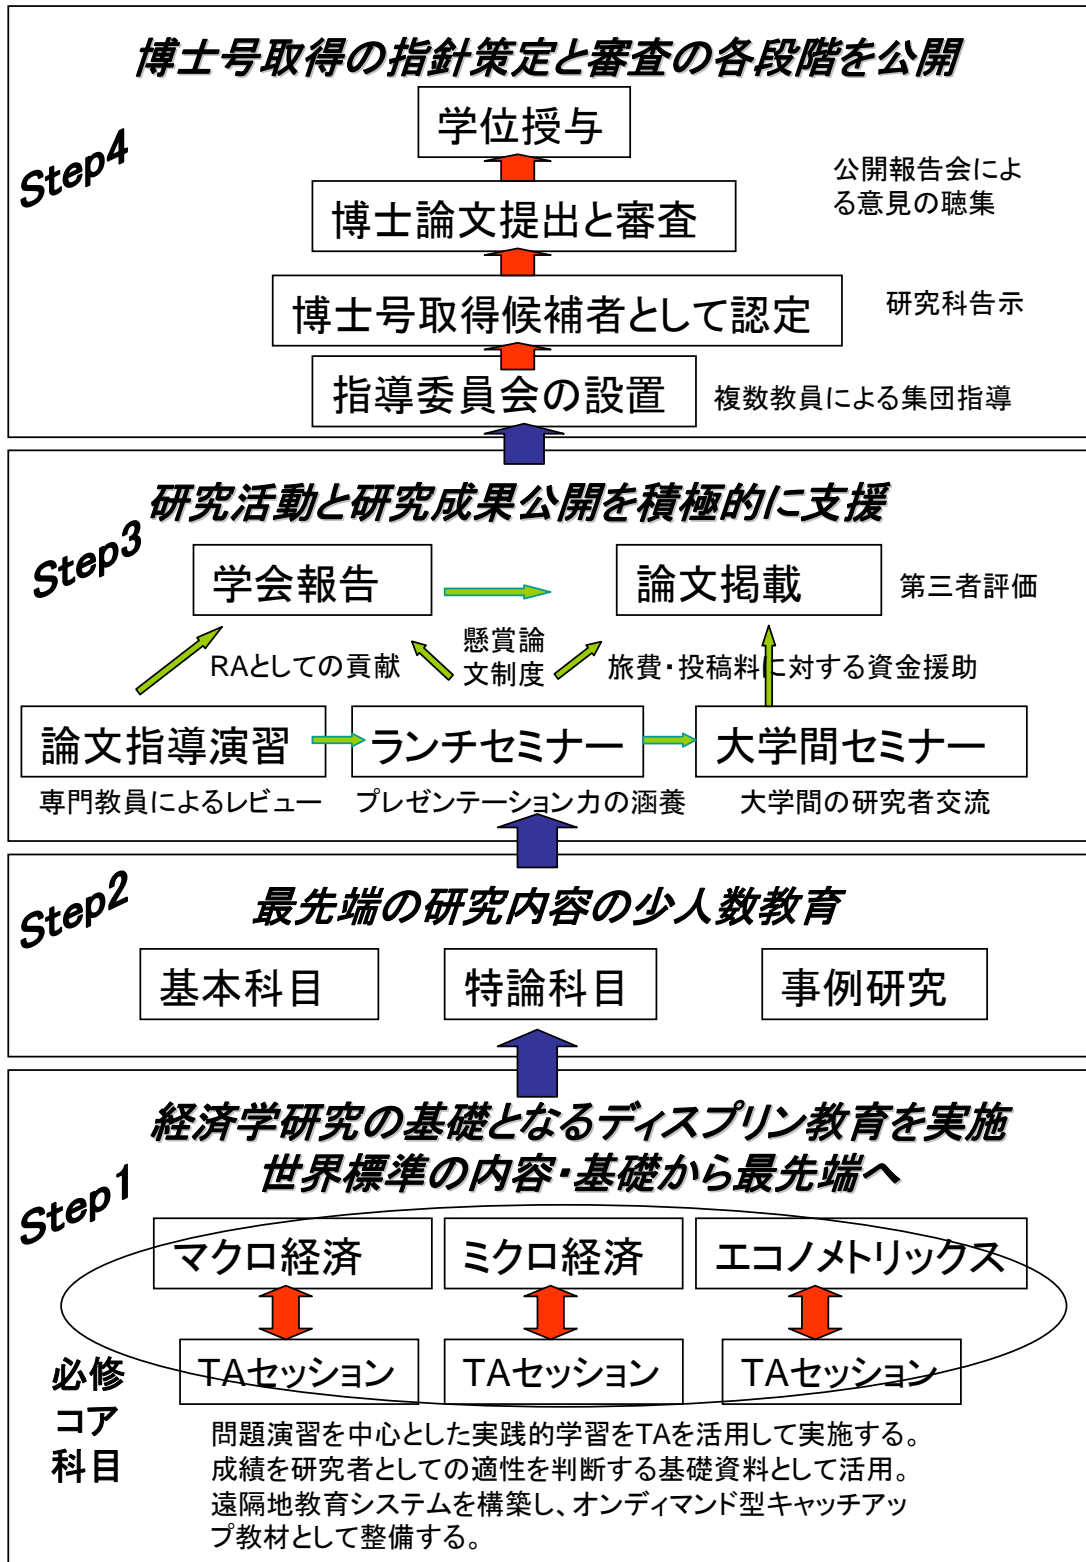 博士号取得の指針策定と審査の各段階を公開
Step4
学位授与
博士論文提出と審査
公開報告会によ
る意見の聴集
博士号取得候補者として認定
研究科告示
指導委員会の設置
複数教員による集団指導
研究活動と研究成果公開を積極的に支援
Step3
学会報告
論文掲載
第三者評価
RAとしての貢献
懸賞論
文制度
旅費・投稿料に対する資金援助
論文指導演習
ランチセミナー
大学間セミナー
専門教員によるレビュー
プレゼンテーション力の涵養
大学間の研究者交流
Step2
最先端の研究内容の少人数教育
基本科目
特論科目
事例研究
経済学研究の基礎となるディスプリン教育を実施
世界標準の内容・基礎から最先端へ
Step1
マクロ経済
ミクロ経済
エコノメトリックス
TAセッション
TAセッション
TAセッション
必修
コア
科目
問題演習を中心とした実践的学習をTAを活用して実施する。
成績を研究者としての適性を判断する基礎資料として活用。
遠隔地教育システムを構築し、オンディマンド型キャッチアッ
プ教材として整備する。